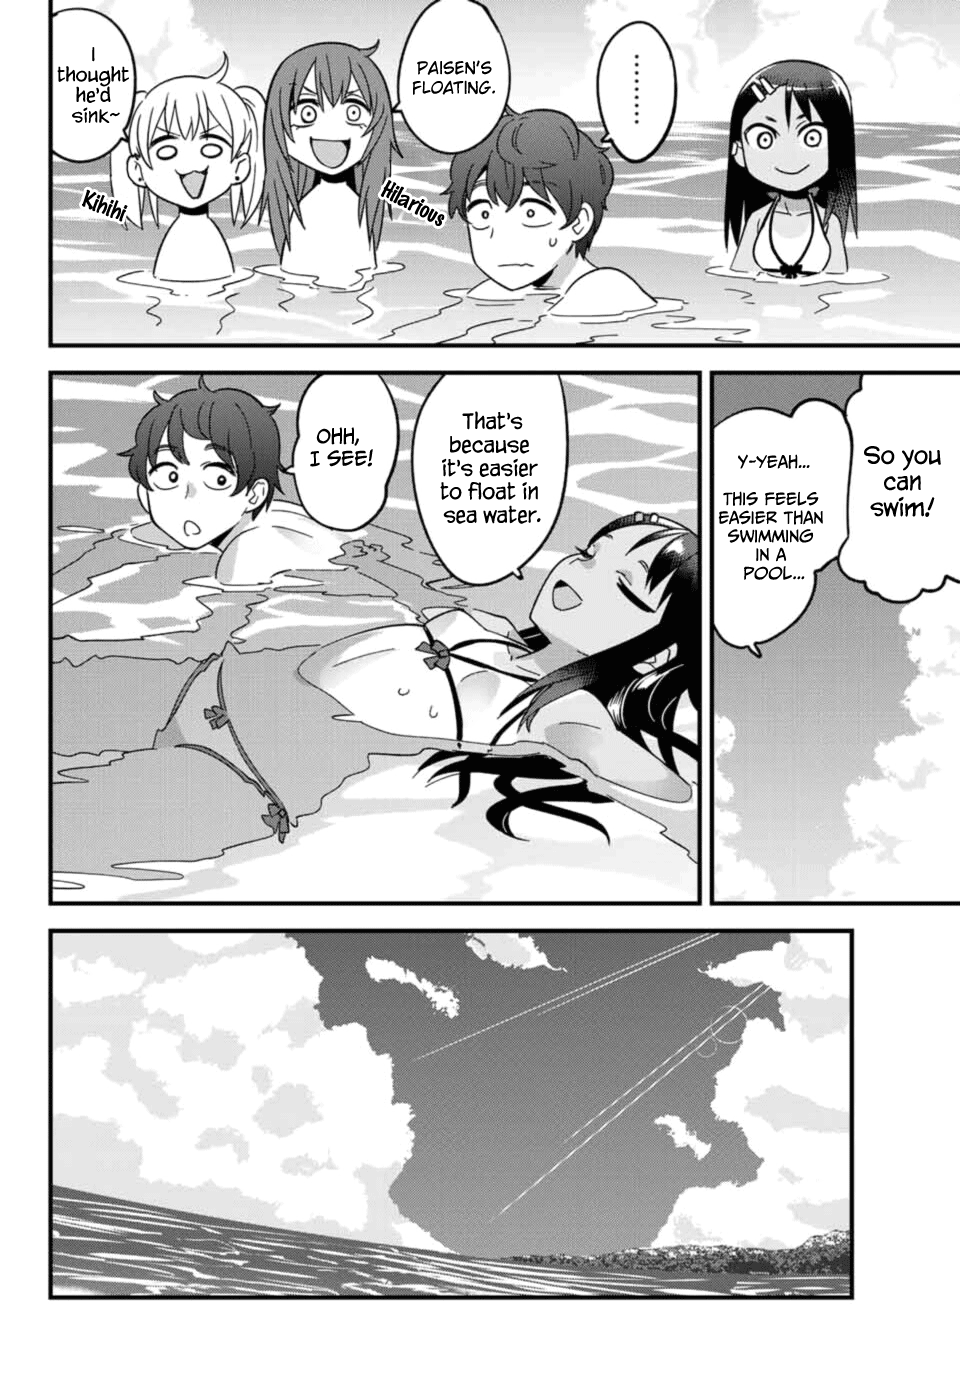 ..........
PAISEN'S
FLOATING.
Hilarious
I
thought
he'd
sink~
Kihihi
So you
can
swim!
Y-YEAH...
THIS FEELS
EASIER THAN
SWIMMING
IN A
POOL...
That's
because
it's easier
to float in
sea water.
OHH,
I SEE!